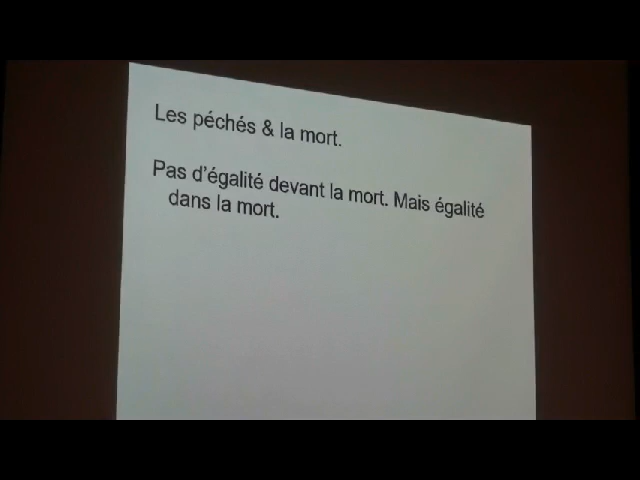 Les péchés & la mort.
Pas d'égalité devant la mort. Mais égalité
dans la mort.